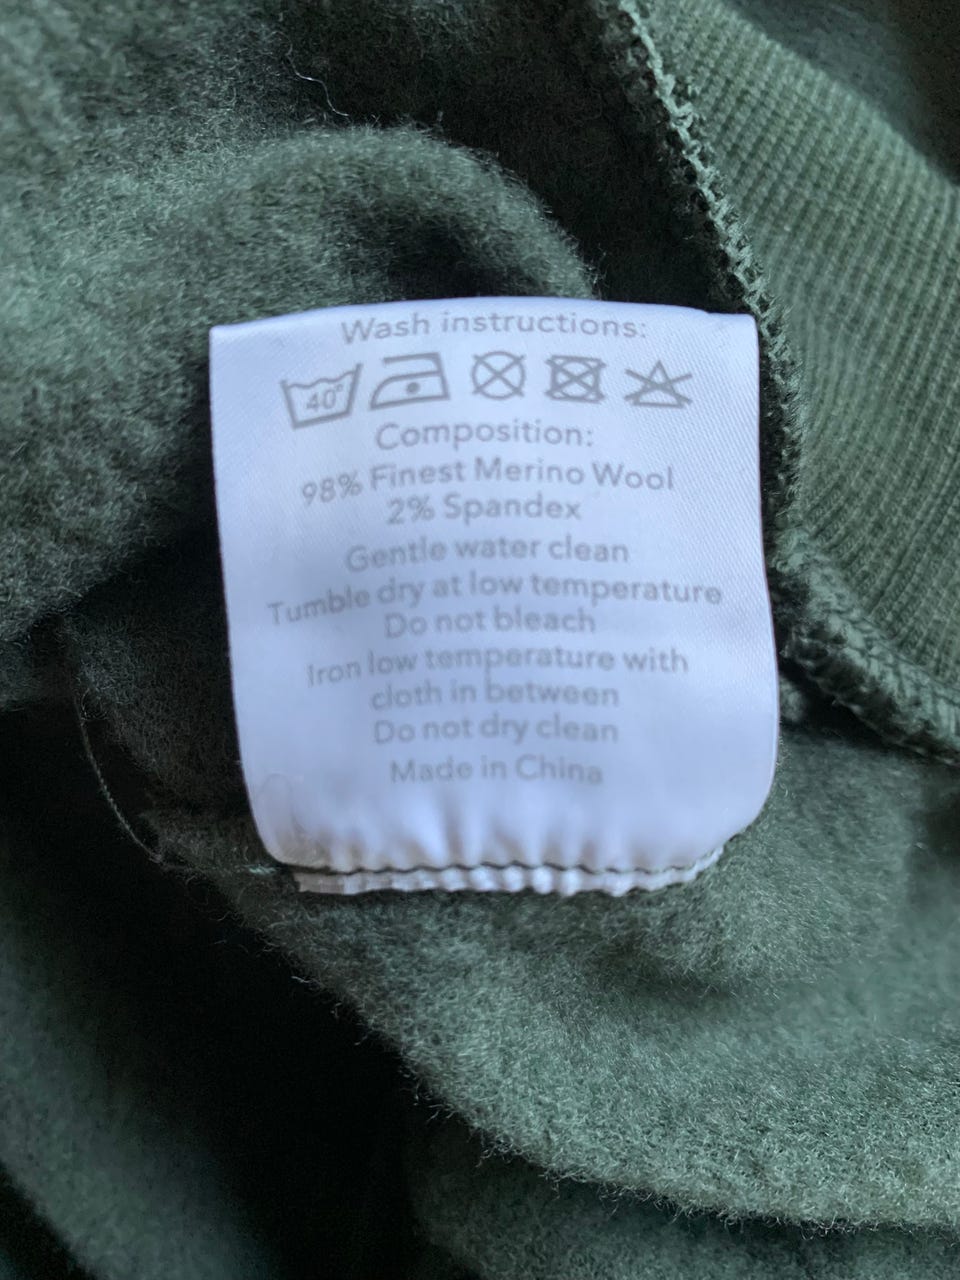 Wash instructions:
40°
Composition:
98% Finest Merino Wool
2% Spandex
Gentle water clean
Tumble dry at low temperature
Do not bleach
Iron low temperature with
cloth in between
Do not dry clean
Made in China